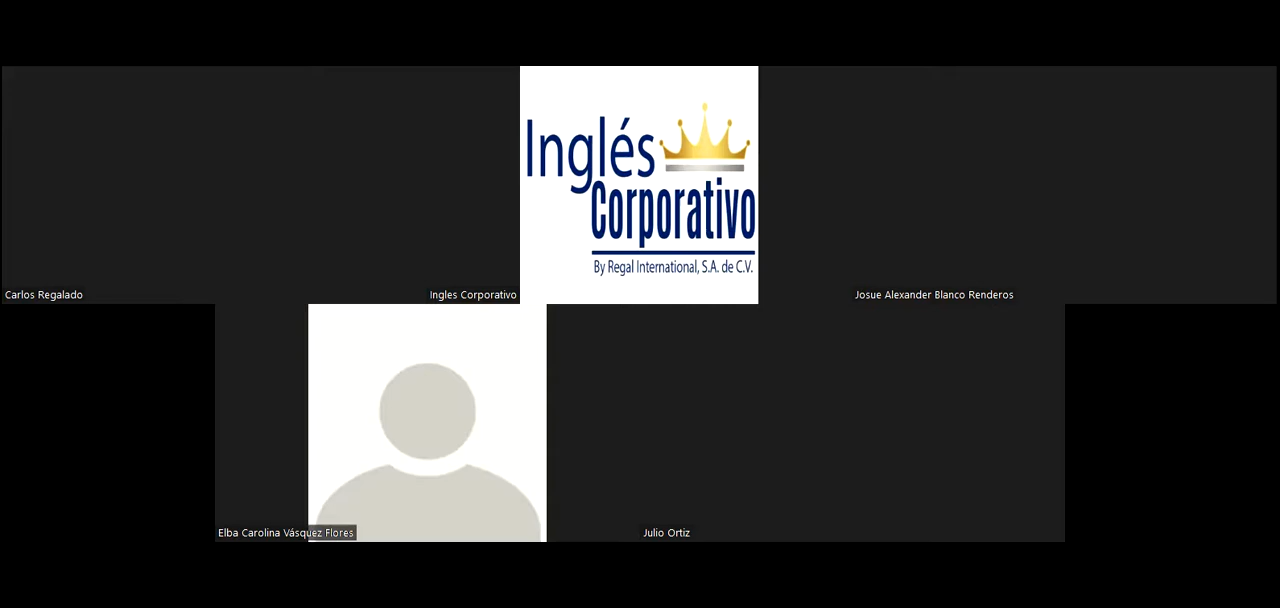 Inglés
Corporativo
By Regal International, S.A. de C.V.
Carlos Regalado
Ingles Corporativo
Josue Alexander Blanco Renderos
Elba Carolina Vásquez Flores
Julio Ortiz